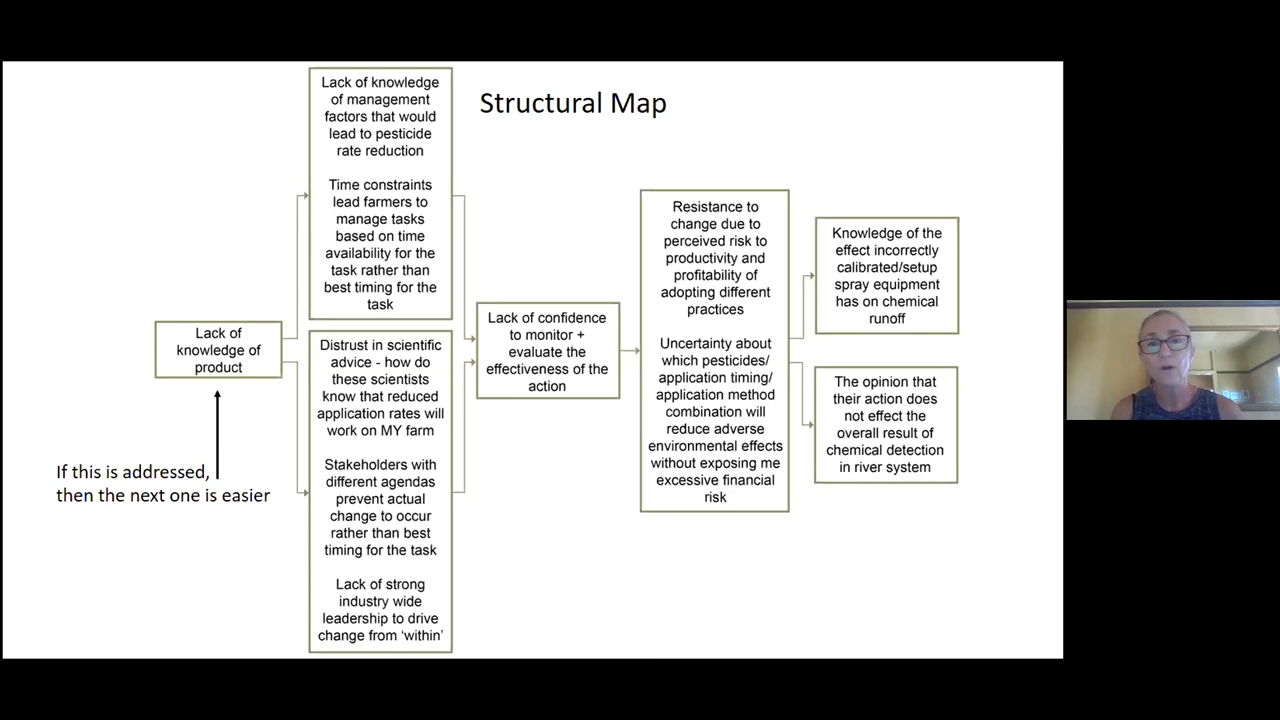 Structural Map
Lack of
knowledge of
product
If this is addressed,
then the next one is easier
Lack of knowledge
of management
factors that would
lead to pesticide
rate reduction
Time constraints
lead farmers to
manage tasks
based on time
availability for the
task rather than
best timing for the
task
Distrust in scientific
advice - how do
these scientists
know that reduced
application rates will
work on MY farm
Stakeholders with
different agendas
prevent actual
change to occur
rather than best
timing for the task
Lack of strong
industry wide
leadership to drive
change from ‘within’
Lack of confidence
to monitor +
evaluate the
effectiveness of the
action
Resistance to
change due to
perceived risk to
productivity and
profitability of
adopting different
practices
Uncertainty about
which pesticides/
application timing/
application method
combination will
reduce adverse
environmental effects
without exposing me
excessive financial
risk
Knowledge of the
effect incorrectly
calibrated/setup
spray equipment
has on chemical
runoff
The opinion that
their action does
not effect the
overall result of
chemical detection
in river system